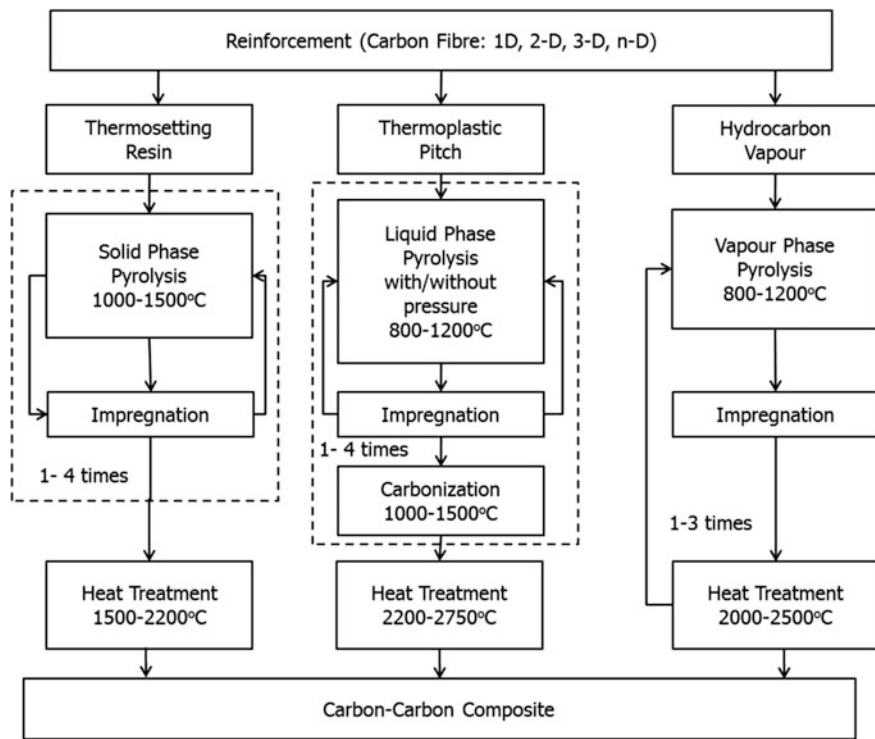 Reinforcement (Carbon Fibre: 1D, 2-D, 3-D, n-D)
Thermosetting
Resin
Thermoplastic
Pitch
Hydrocarbon
Vapour
Solid Phase
Pyrolysis
1000-1500°C
Liquid Phase
Pyrolysis
with/without
pressure
800-1200°C
Vapour Phase
Pyrolysis
800-1200°C
Impregnation
Impregnation
Impregnation
1- 4 times
1- 4 times
Carbonization
1000-1500°C
1-3 times
Heat Treatment
1500-2200°C
Heat Treatment
2200-2750°C
Heat Treatment
2000-2500°C
Carbon-Carbon Composite